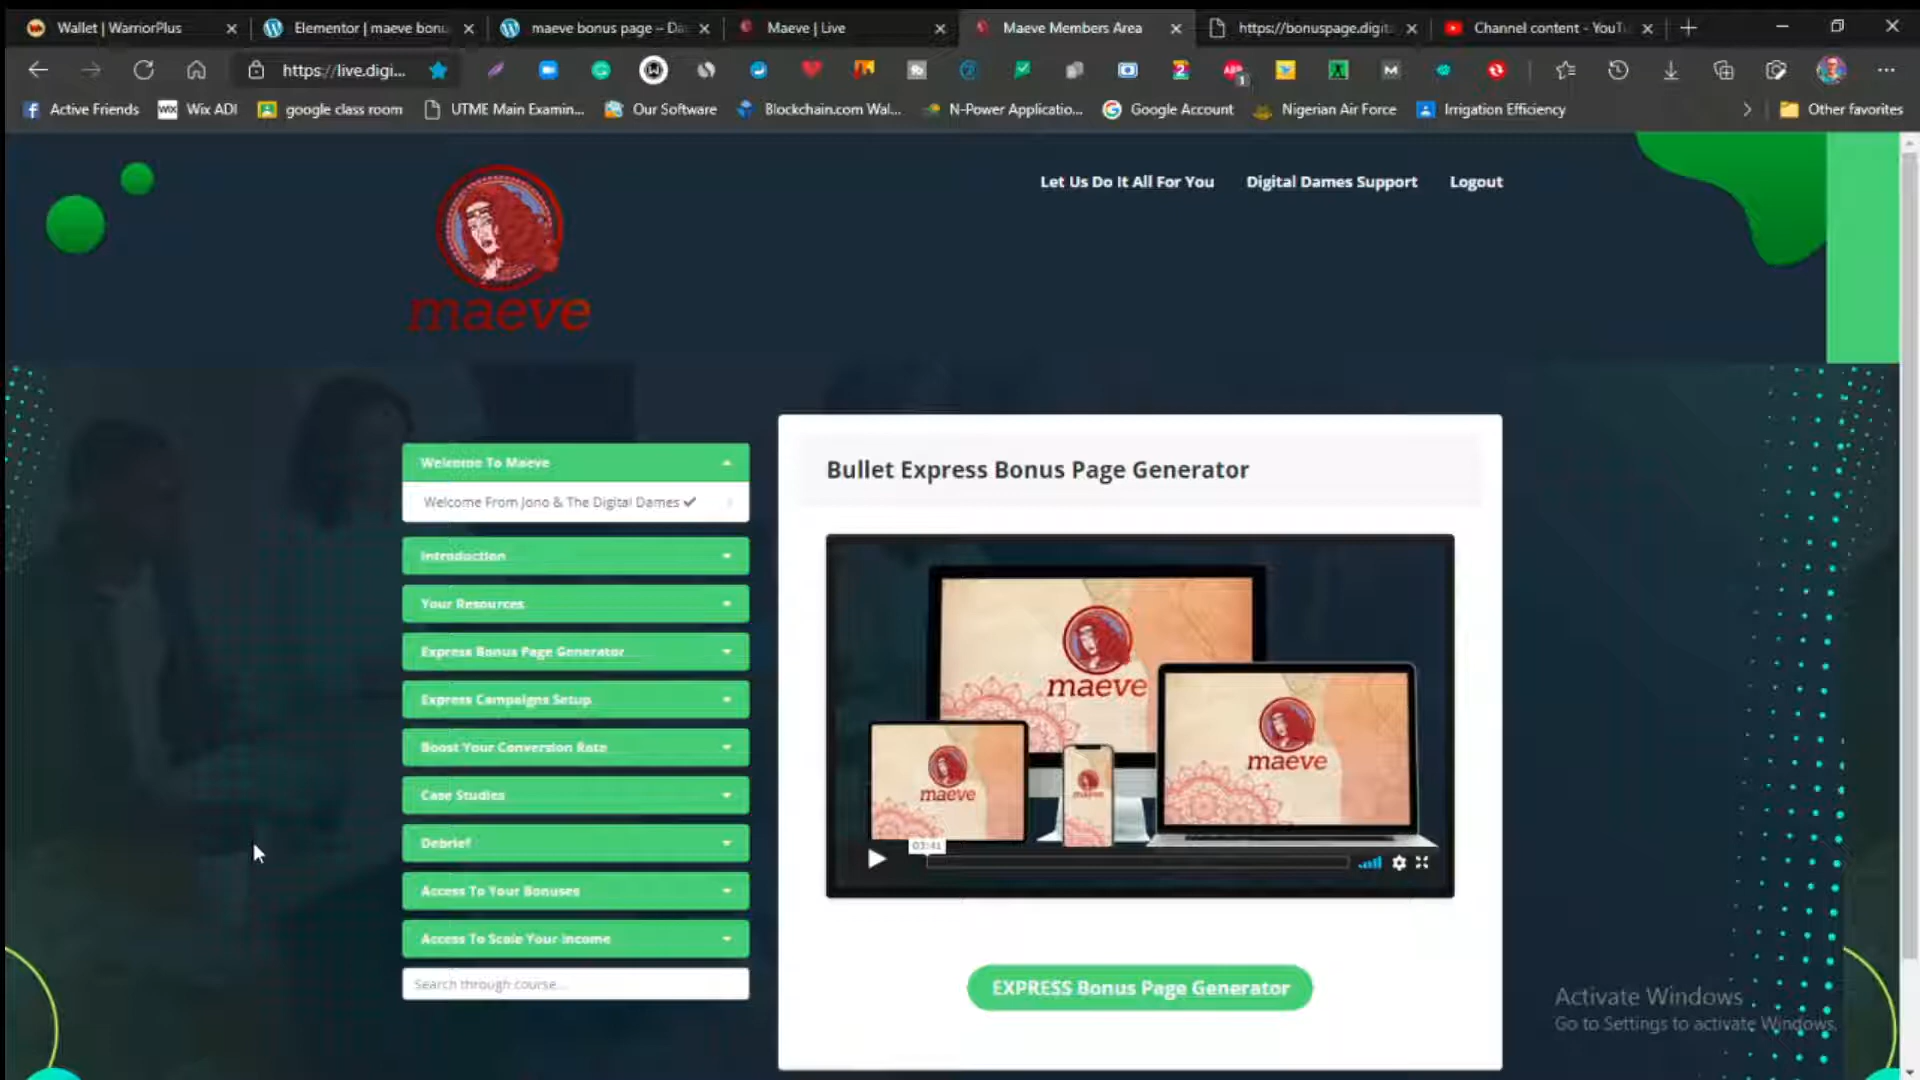 Wallet | WarriorPlus
Elementor | maeve bonu
maeve bonus page – Da
Maeve | Live
Maeve Members Area
https://bonuspage.digit
Channel content - YouTu
https://live.digi...
Active Friends
Wix ADI
google class room
UTME Main Examin...
Our Software
Blockchain.com Wal...
N-Power Applicatio...
Google Account
Nigerian Air Force
Irrigation Efficiency
Other favorites
maeve
Let Us Do It All For You
Digital Dames Support
Logout
Welcome To Maeve
Welcome From Jono & The Digital Dames
Introduction
Your Resources
Express Bonus Page Generator
Express Campaigns Setup
Boost Your Conversion Rate
Case Studies
Debrief
Access To Your Bonuses
Access To Scale Your Income
Search through course...
Bullet Express Bonus Page Generator
maeve
maeve
maeve
maeve
03:41
EXPRESS Bonus Page Generator
Activate Windows
Go to Settings to activate Windows.